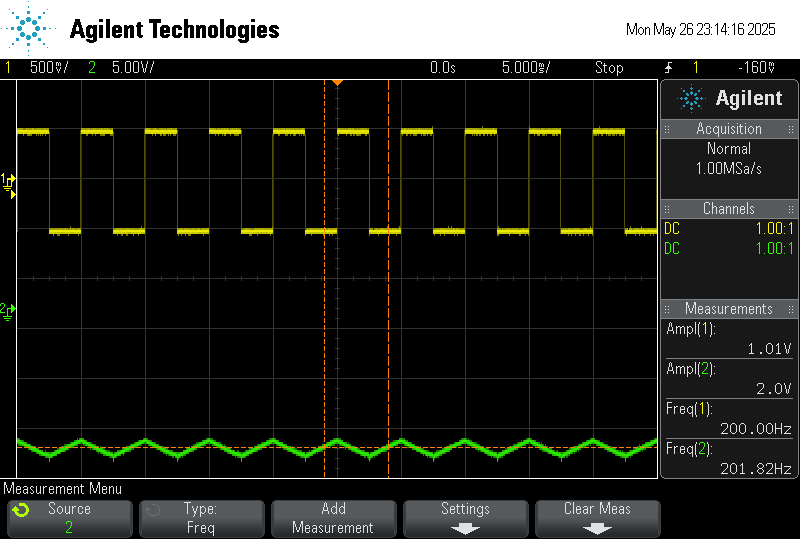 Agilent Technologies
Mon May 26 23:14:16 2025
1 500mV/ 2 5.00V/ 0.0s 5.000ms/ Stop 1 -160mV
Agilent
Acquisition
Normal
1.00MSa/s
Channels
DC 1.00:1
DC 1.00:1
Measurements
Ampl(1):
1.01V
Ampl(2):
2.0V
Freq(1):
200.00Hz
Freq(2):
201.82Hz
1
2
Measurement Menu
Source
2
Type:
Freq
Add
Measurement
Settings
Clear Meas